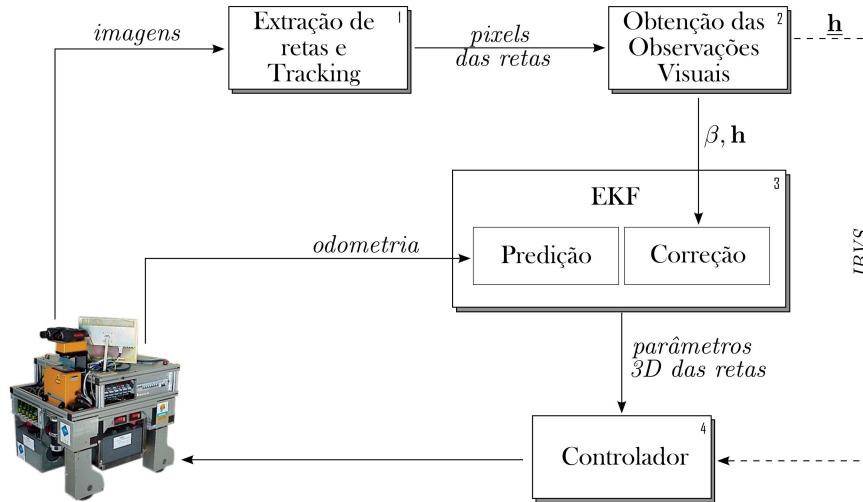 imagens
Extração de
retas e
Tracking
1
pixels
das retas
Obtenção das
Observações
Visuais
2
h
β, h
EKF
3
Predição
Correção
odometria
IBVS
parâmetros
3D das retas
Controlador
4